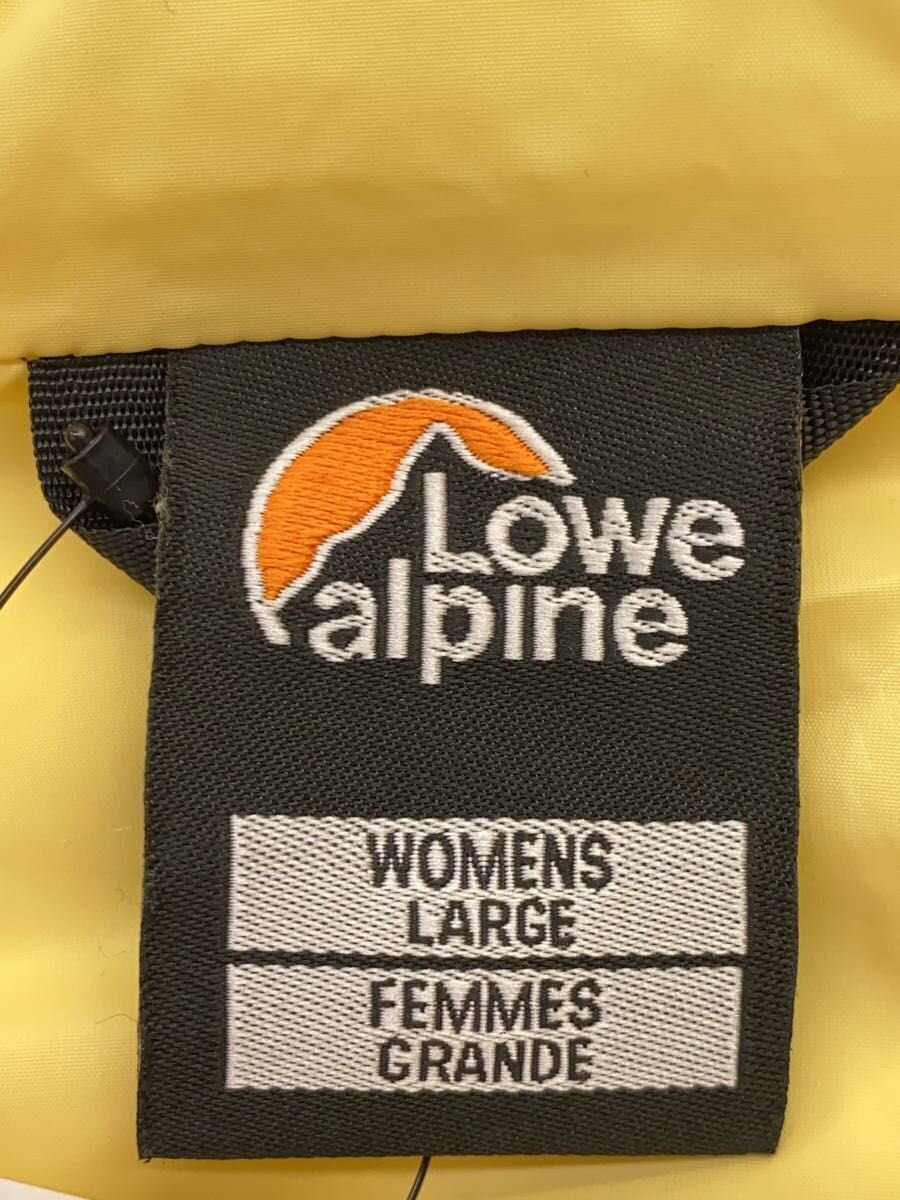 Lowe
alpine
WOMENS
LARGE
FEMMES
GRANDE